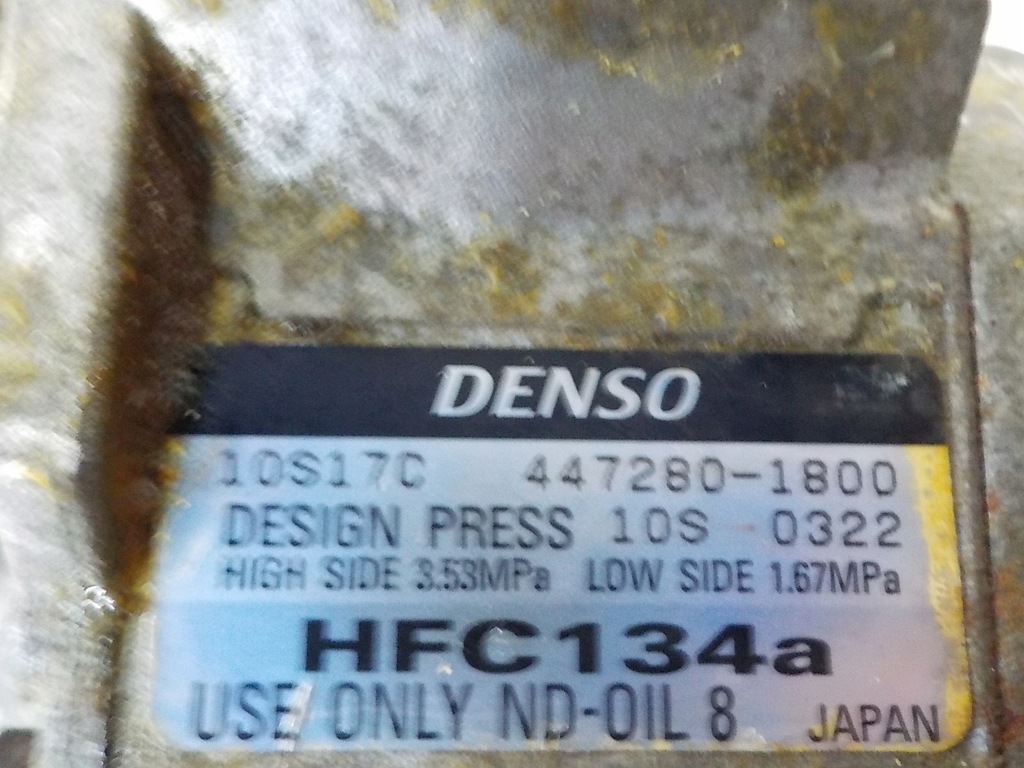 DENSO
10S17C 447280-1800
DESIGN PRESS 10S 0322
HIGH SIDE 3.53MPa LOW SIDE 1.67MPa
HFC134a
USE ONLY ND-OIL 8 JAPAN